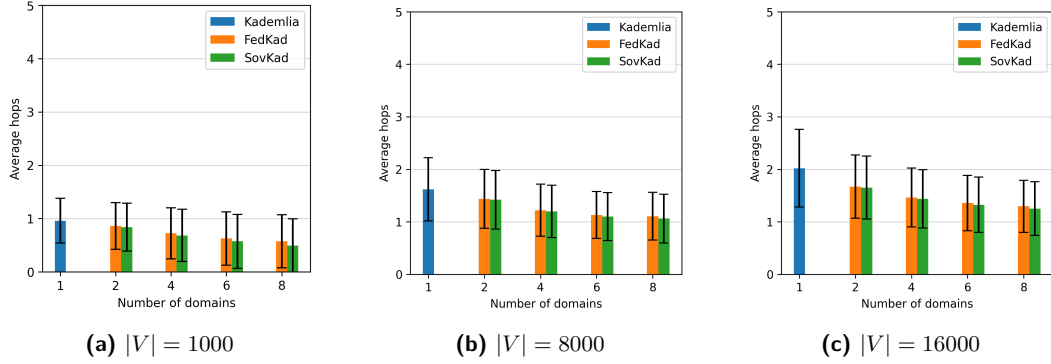 5
4
3
2
1
0
Average hops
Kademlia
FedKad
SovKad
1 2 4 6 8
Number of domains
(a) |V| = 1000
5
4
3
2
1
0
Average hops
Kademlia
FedKad
SovKad
1 2 4 6 8
Number of domains
(b) |V| = 8000
5
4
3
2
1
0
Average hops
Kademlia
FedKad
SovKad
1 2 4 6 8
Number of domains
(c) |V| = 16000